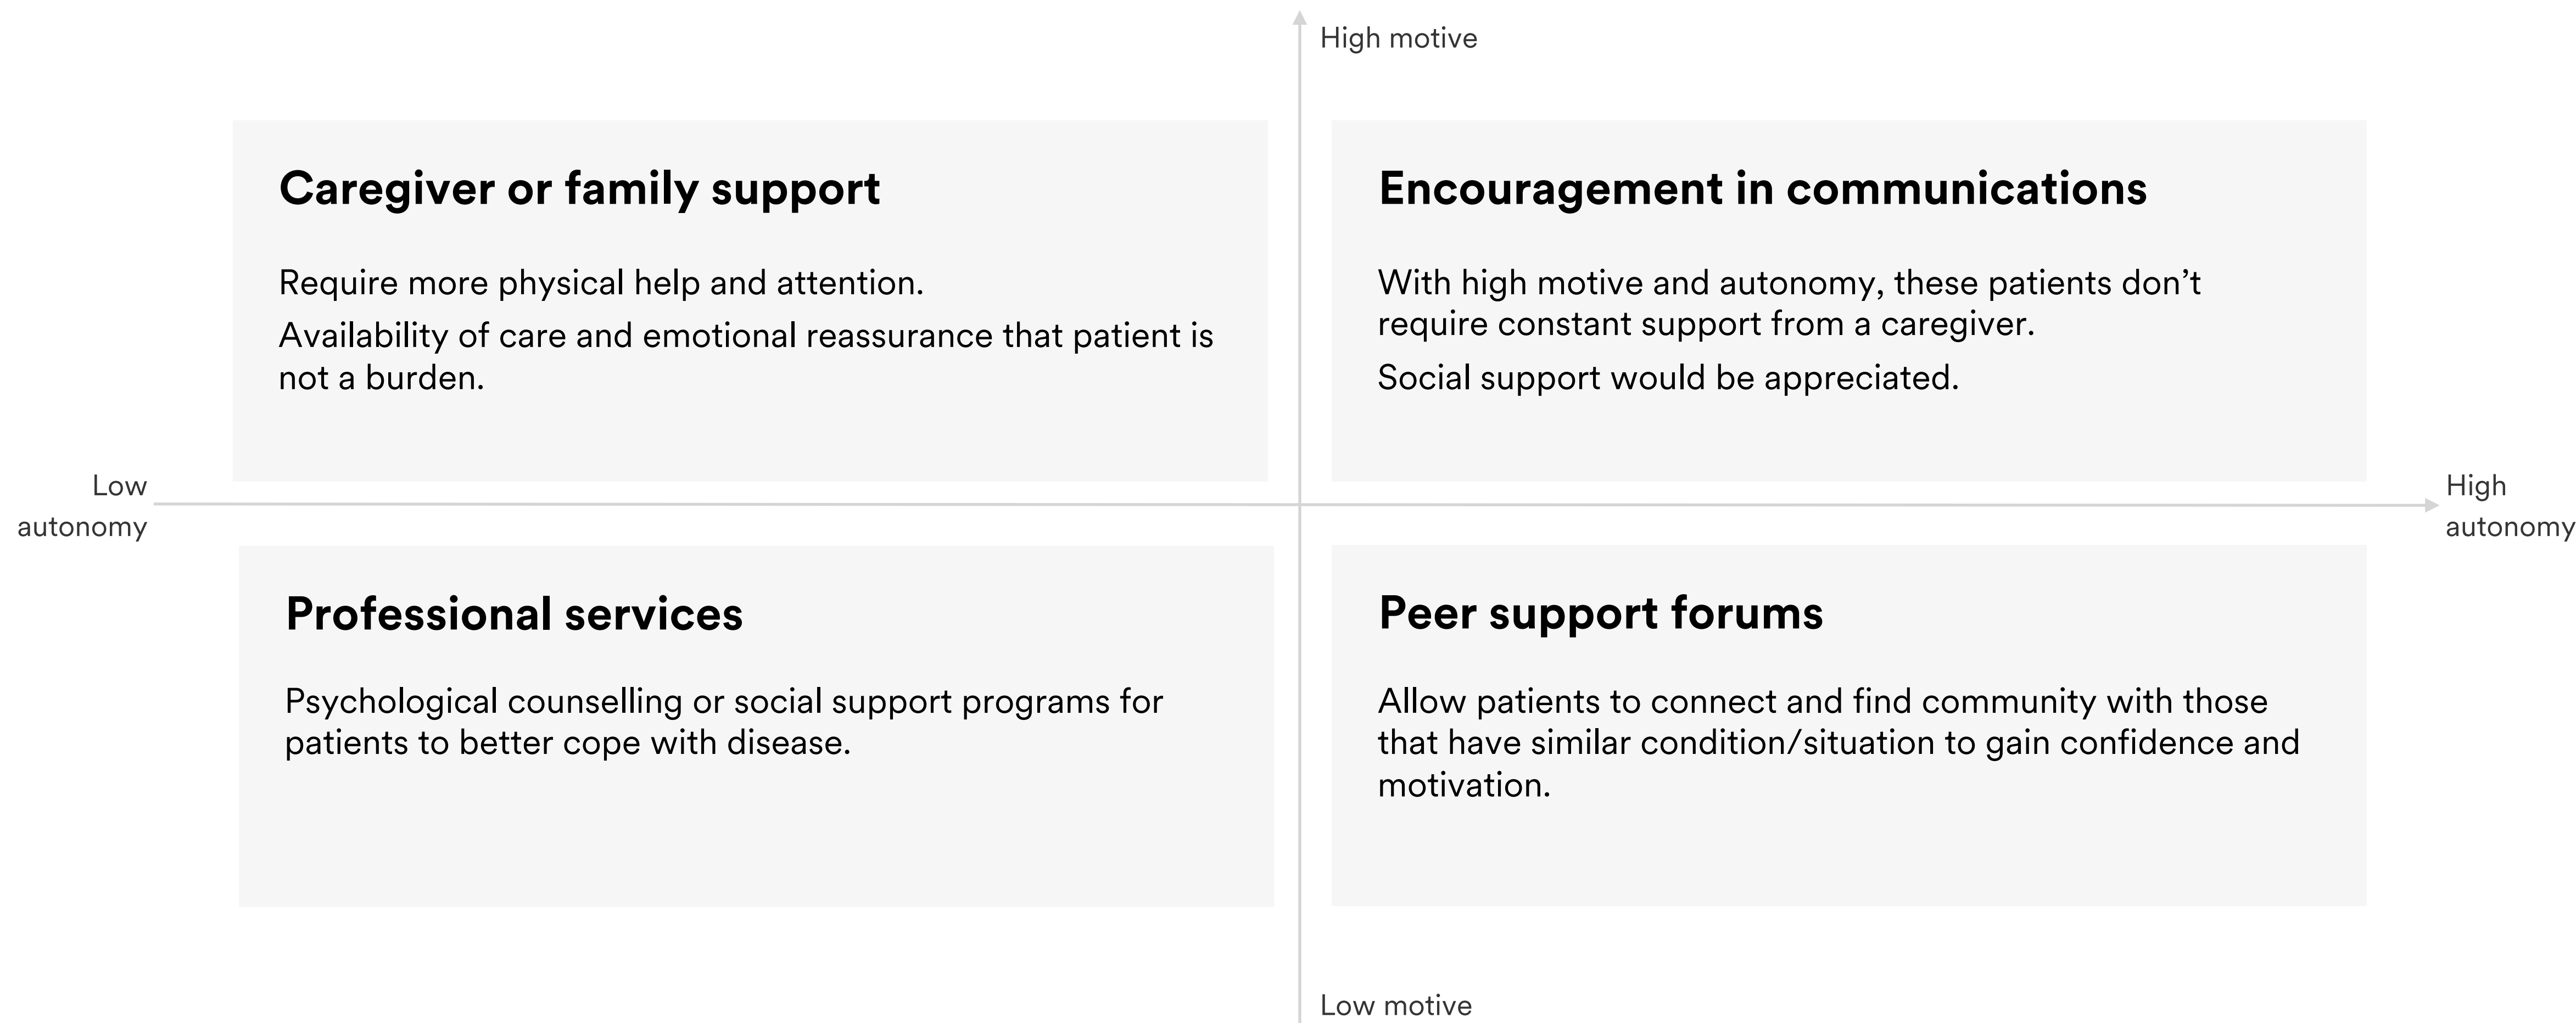 High motive
Caregiver or family support
Require more physical help and attention.
Availability of care and emotional reassurance that patient is
not a burden.
Encouragement in communications
With high motive and autonomy, these patients don’t
require constant support from a caregiver.
Social support would be appreciated.
Low
autonomy
High
autonomy
Professional services
Psychological counselling or social support programs for
patients to better cope with disease.
Peer support forums
Allow patients to connect and find community with those
that have similar condition/situation to gain confidence and
motivation.
Low motive